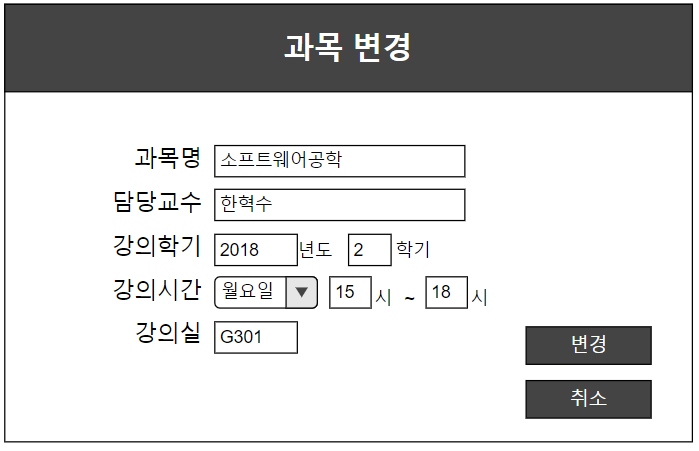 과목 변경
과목명 소프트웨어공학
담당교수 한혁수
강의학기 2018 년도 2 학기
강의시간 월요일 15 시 ~ 18 시
강의실 G301
변경
취소